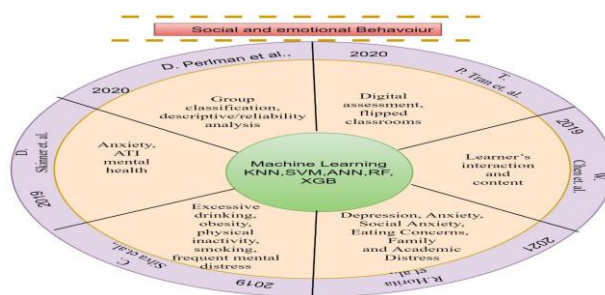 Social and emotional Behavoiur
D. Perlman et al.,
2020
T.
P. Tran et. al.
2020
Group
classification,
descriptive/reliability
analysis
Digital
assessment,
flipped
classrooms
D.
Skinner et al.
2019
Anxiety,
ATI
mental
health
Machine Learning
KNN,SVM,ANN,RF,
XGB
Learner's
interaction
and
content
2019
W.
Chen et. al.
Excessive
drinking,
obesity,
physical
inactivity,
smoking,
frequent mental
distress
Depression, Anxiety,
Social Anxiety,
Eating Concerns,
Family
and Academic
Distress
C.
Silva et.al.,
2019
R.Horita
et al.,
2021